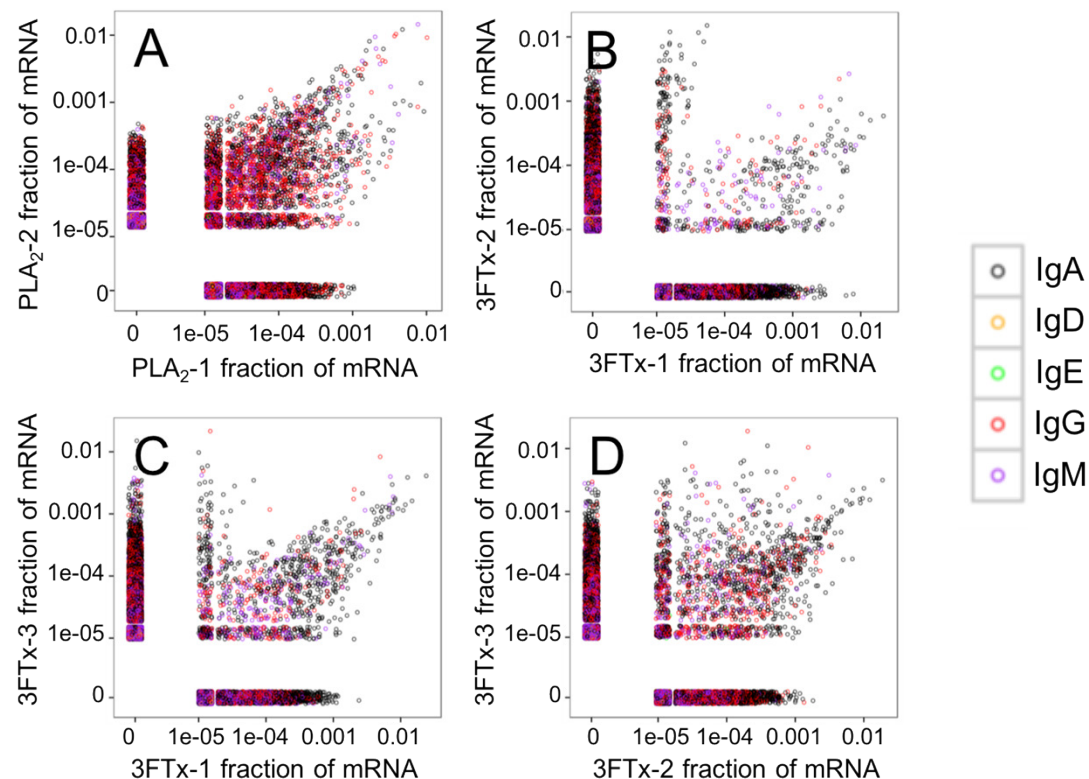 A
PLA₂-2 fraction of mRNA
0.01
0.001
1e-04
1e-05
0
0 1e-05 1e-04 0.001 0.01
PLA₂-1 fraction of mRNA
B
3FTx-2 fraction of mRNA
0.01
0.001
1e-04
1e-05
0
0 1e-05 1e-04 0.001 0.01
3FTx-1 fraction of mRNA
C
3FTx-3 fraction of mRNA
0.01
0.001
1e-04
1e-05
0
0 1e-05 1e-04 0.001 0.01
3FTx-1 fraction of mRNA
D
3FTx-3 fraction of mRNA
0.01
0.001
1e-04
1e-05
0
0 1e-05 1e-04 0.001 0.01
3FTx-2 fraction of mRNA
IgA
IgD
IgE
IgG
IgM